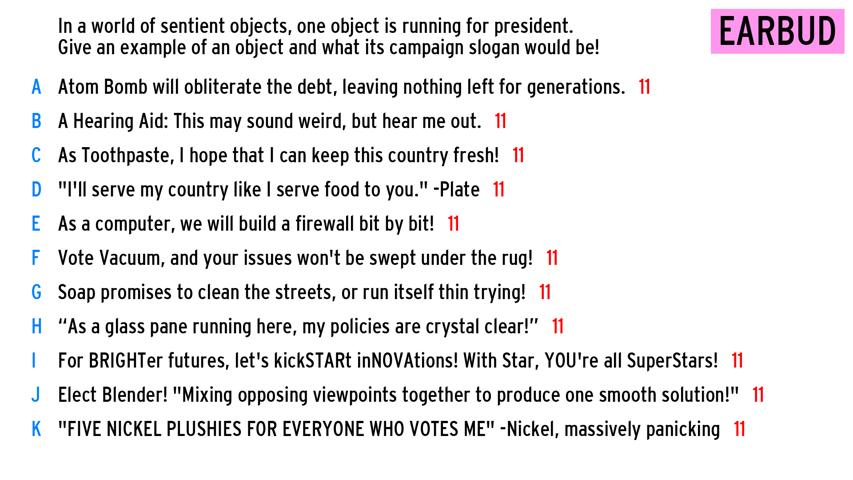 In a world of sentient objects, one object is running for president.
Give an example of an object and what its campaign slogan would be!
EARBUD
A Atom Bomb will obliterate the debt, leaving nothing left for generations. 11
B A Hearing Aid: This may sound weird, but hear me out. 11
C As Toothpaste, I hope that I can keep this country fresh! 11
D "I'll serve my country like I serve food to you." -Plate 11
E As a computer, we will build a firewall bit by bit! 11
F Vote Vacuum, and your issues won't be swept under the rug! 11
G Soap promises to clean the streets, or run itself thin trying! 11
H “As a glass pane running here, my policies are crystal clear!” 11
I For BRIGHTer futures, let's kickSTARt inNOVAtions! With Star, YOU're all SuperStars! 11
J Elect Blender! "Mixing opposing viewpoints together to produce one smooth solution!" 11
K "FIVE NICKEL PLUSHIES FOR EVERYONE WHO VOTES ME" -Nickel, massively panicking 11